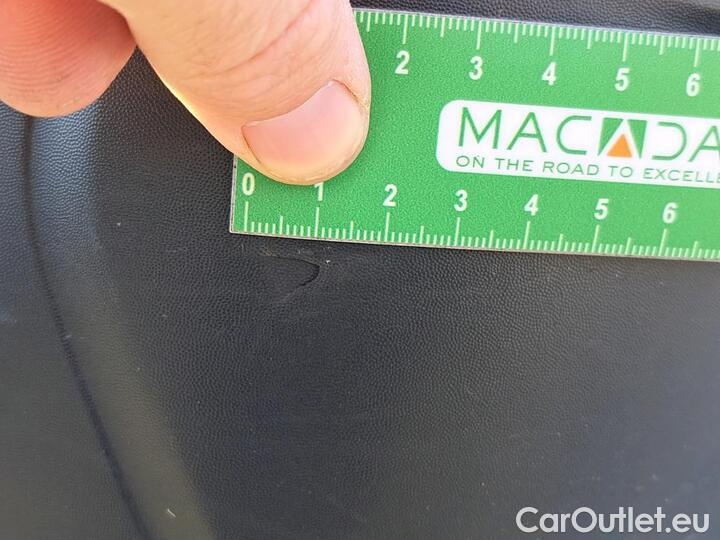 2 3 4 5 6
MACADA
ON THE ROAD TO EXCELLE
0 1 2 3 4 5 6
CarOutlet.eu